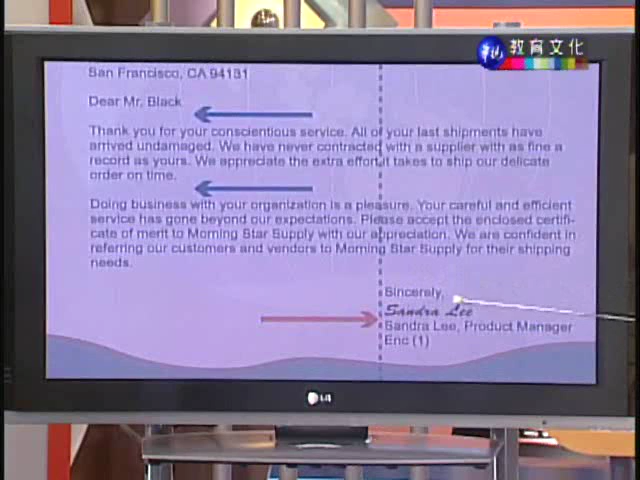 華視 教育文化
San Francisco, CA 94131
Dear Mr. Black
Thank you for your conscientious service. All of your last shipments have
arrived undamaged. We have never contracted with a supplier with as fine a
record as yours. We appreciate the extra effort it takes to ship our delicate
order on time.
Doing business with your organization is a pleasure. Your careful and efficient
service has gone beyond our expectations. Please accept the enclosed certifi-
cate of merit to Morning Star Supply with our appreciation. We are confident in
referring our customers and vendors to Morning Star Supply for their shipping
needs.
Sincerely,
Sandra Lee
Sandra Lee, Product Manager
Enc (1)
LG